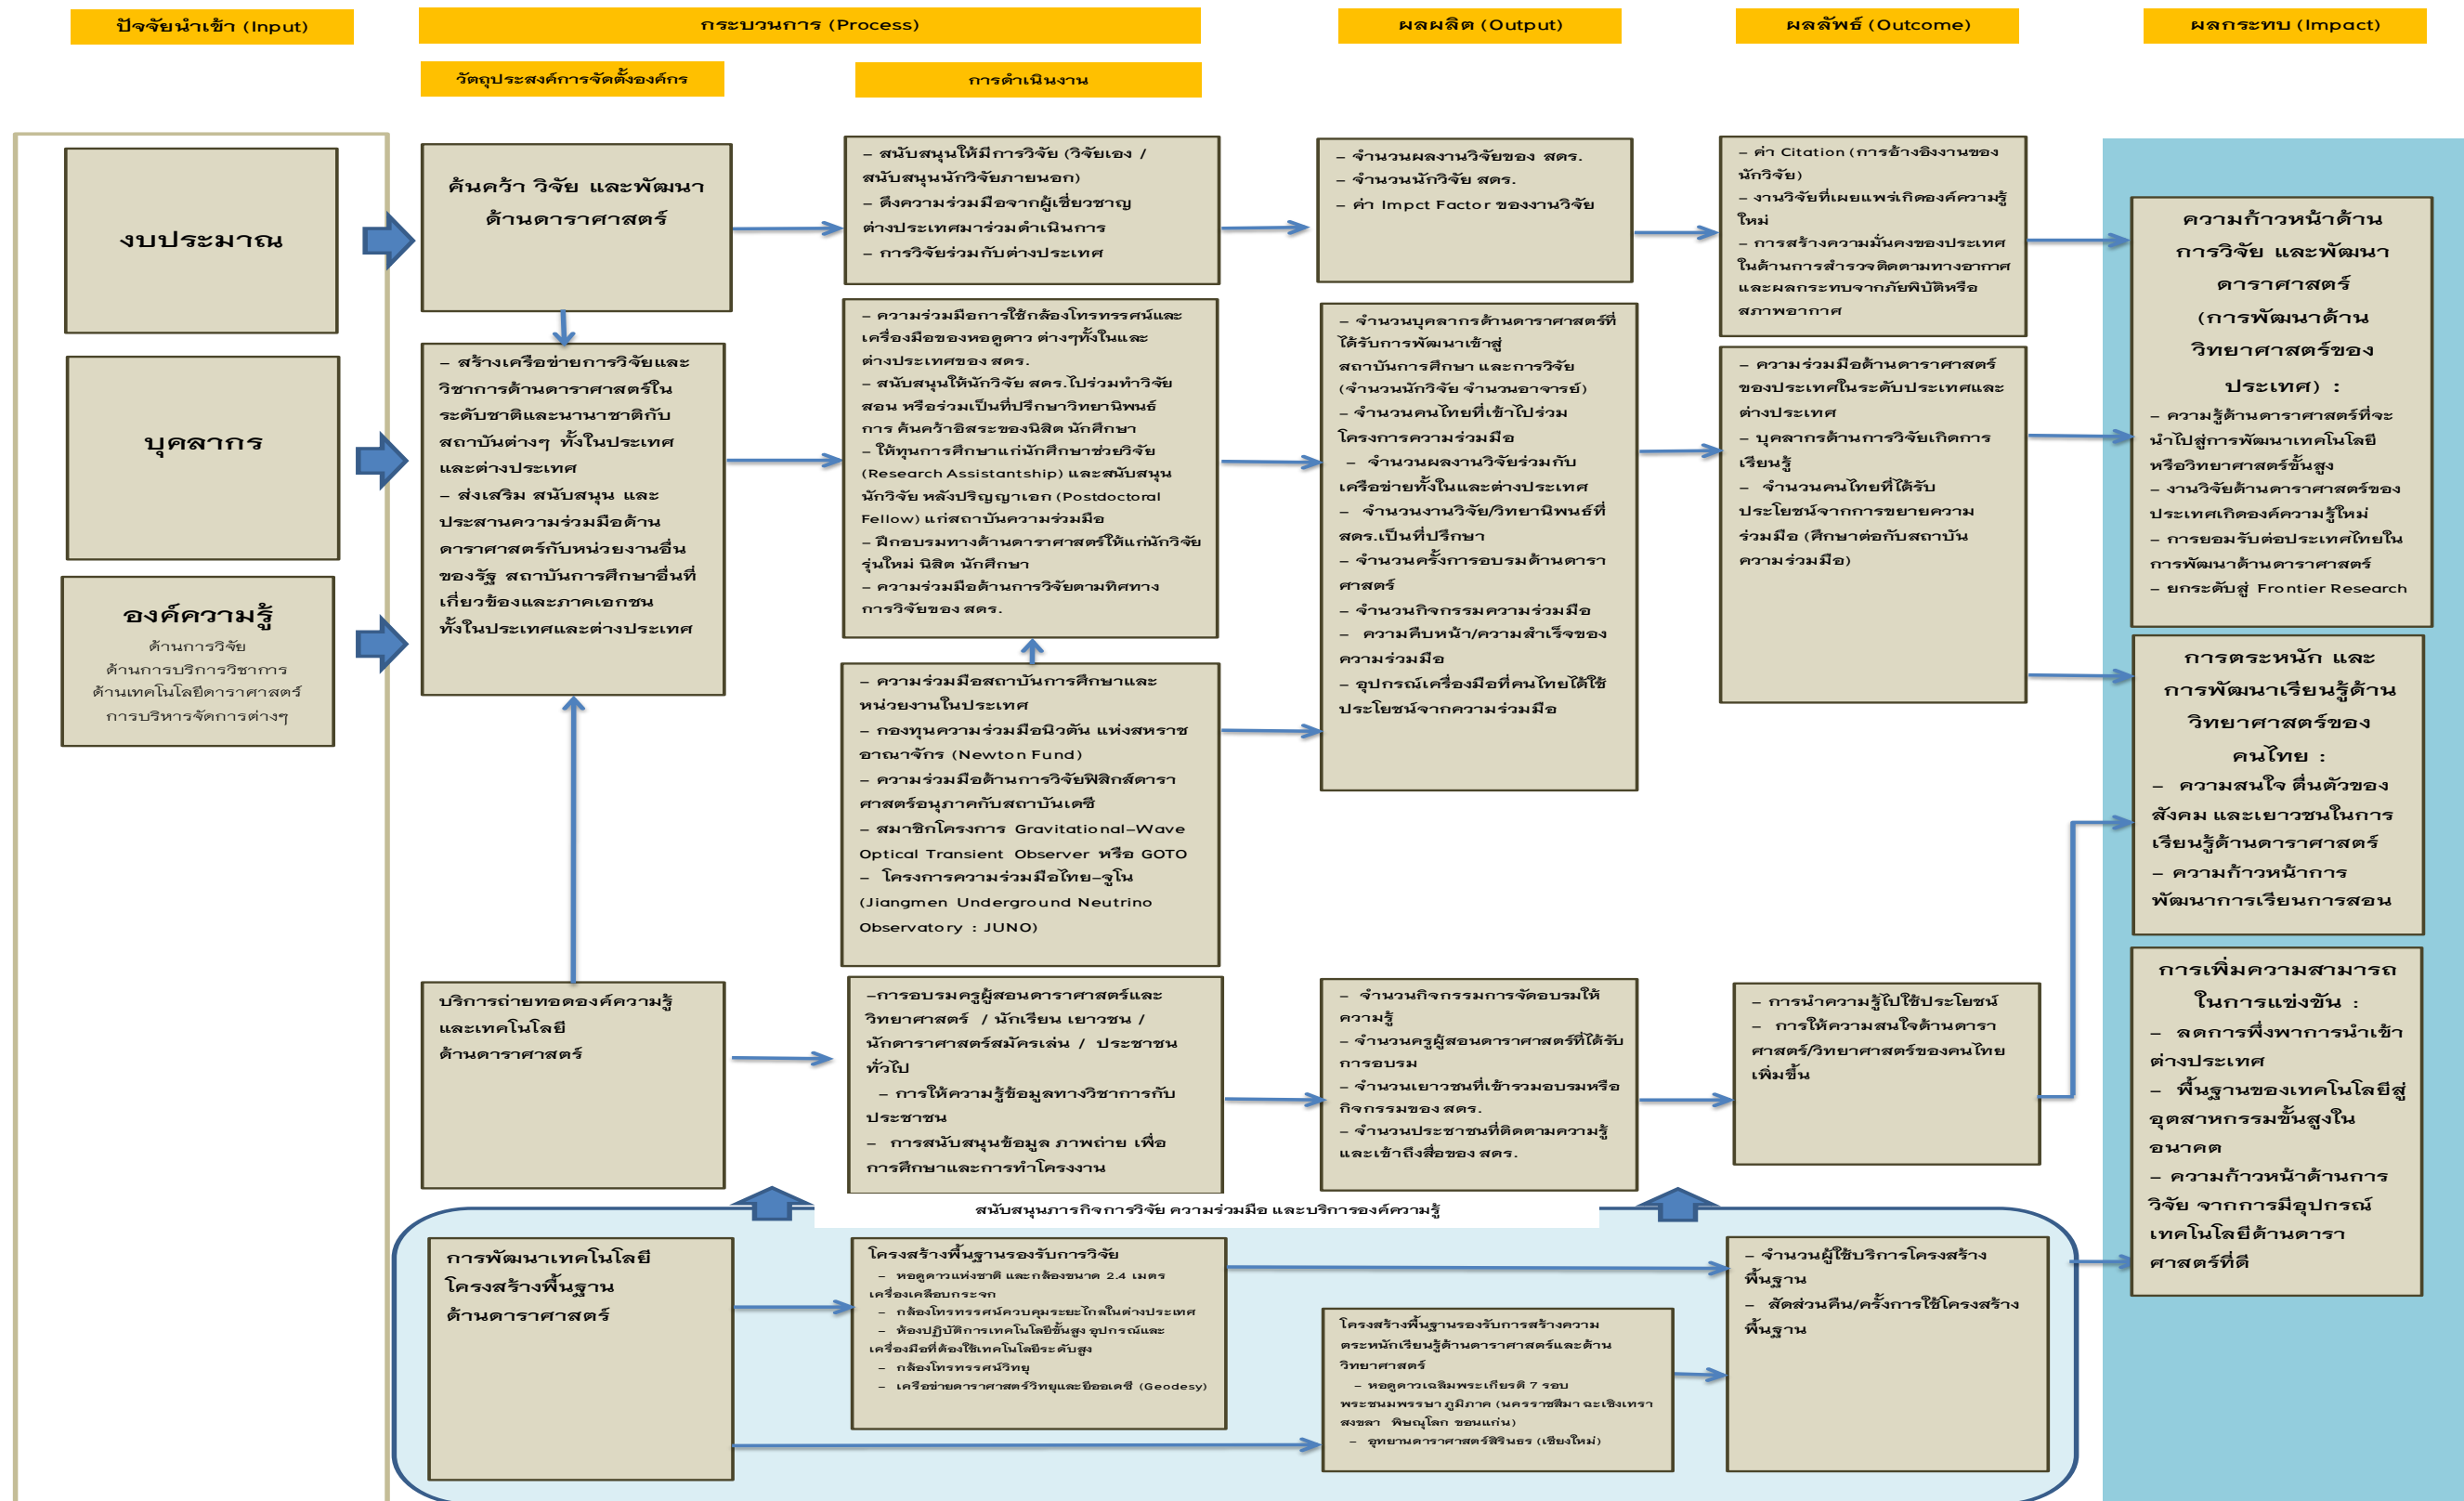 ปัจจัยนำเข้า (Input)
กระบวนการ (Process)
ผลผลิต (Output)
ผลลัพธ์ (Outcome)
ผลกระทบ (Impact)
วัตถุประสงค์การจัดตั้งองค์กร
การดำเนินงาน
งบประมาณ
บุคลากร
องค์ความรู้
ด้านการวิจัย
ด้านการบริการวิชาการ
ด้านเทคโนโลยีดาราศาสตร์
การบริหารจัดการต่างๆ
ค้นคว้า วิจัย และพัฒนา
ด้านดาราศาสตร์
– สร้างเครือข่ายการวิจัยและ
วิชาการด้านดาราศาสตร์ใน
ระดับชาติและนานาชาติกับ
สถาบันต่างๆ ทั้งในประเทศ
และต่างประเทศ
– ส่งเสริม สนับสนุน และ
ประสานความร่วมมือด้าน
ดาราศาสตร์กับหน่วยงานอื่น
ของรัฐ สถาบันการศึกษาอื่นที่
เกี่ยวข้องและภาคเอกชน
ทั้งในประเทศและต่างประเทศ
บริการถ่ายทอดองค์ความรู้
และเทคโนโลยี
ด้านดาราศาสตร์
– สนับสนุนให้มีการวิจัย (วิจัยเอง /
สนับสนุนนักวิจัยภายนอก)
– ดึงความร่วมมือจากผู้เชี่ยวชาญ
ต่างประเทศมาร่วมดำเนินการ
– การวิจัยร่วมกับต่างประเทศ
– ความร่วมมือการใช้กล้องโทรทรรศน์และ
เครื่องมือของหอดูดาว ต่างๆทั้งในและ
ต่างประเทศของ สดร.
– สนับสนุนให้นักวิจัย สดร.ไปร่วมทำวิจัย
สอน หรือร่วมเป็นที่ปรึกษาวิทยานิพนธ์
การ ค้นคว้าอิสระของนิสิต นักศึกษา
– ให้ทุนการศึกษาแก่นักศึกษาช่วยวิจัย
(Research Assistantship) และสนับสนุน
นักวิจัย หลังปริญญาเอก (Postdoctoral
Fellow) แก่สถาบันความร่วมมือ
– ฝึกอบรมทางด้านดาราศาสตร์ให้แก่นักวิจัย
รุ่นใหม่ นิสิต นักศึกษา
– ความร่วมมือด้านการวิจัยตามทิศทาง
การวิจัยของ สดร.
– ความร่วมมือสถาบันการศึกษาและ
หน่วยงานในประเทศ
– กองทุนความร่วมมือนิวตัน แห่งสหราช
อาณาจักร (Newton Fund)
– ความร่วมมือด้านการวิจัยฟิสิกส์ดารา
ศาสตร์อนุภาคกับสถาบันเดซี
– สมาชิกโครงการ Gravitational–Wave
Optical Transient Observer หรือ GOTO
– โครงการความร่วมมือไทย–จูโน
(Jiangmen Underground Neutrino
Observatory : JUNO)
–การอบรมครูผู้สอนดาราศาสตร์และ
วิทยาศาสตร์ / นักเรียน เยาวชน /
นักดาราศาสตร์สมัครเล่น / ประชาชน
ทั่วไป
– การให้ความรู้ข้อมูลทางวิชาการกับ
ประชาชน
– การสนับสนุนข้อมูล ภาพถ่าย เพื่อ
การศึกษาและการทำโครงงาน
– จำนวนผลงานวิจัยของ สดร.
– จำนวนนักวิจัย สดร.
– ค่า Impct Factor ของงานวิจัย
– จำนวนบุคลากรด้านดาราศาสตร์ที่
ได้รับการพัฒนาเข้าสู่
สถาบันการศึกษา และการวิจัย
(จำนวนนักวิจัย จำนวนอาจารย์)
– จำนวนคนไทยที่เข้าไปร่วม
โครงการความร่วมมือ
– จำนวนผลงานวิจัยร่วมกับ
เครือข่ายทั้งในและต่างประเทศ
– จำนวนงานวิจัย/วิทยานิพนธ์ที่
สดร.เป็นที่ปรึกษา
– จำนวนครั้งการอบรมด้านดารา
ศาสตร์
– จำนวนกิจกรรมความร่วมมือ
– ความคืบหน้า/ความสำเร็จของ
ความร่วมมือ
– อุปกรณ์เครื่องมือที่คนไทยได้ใช้
ประโยชน์จากความร่วมมือ
– จำนวนกิจกรรมการจัดอบรมให้
ความรู้
– จำนวนครูผู้สอนดาราศาสตร์ที่ได้รับ
การอบรม
– จำนวนเยาวชนที่เข้ารวมอบรมหรือ
กิจกรรมของ สดร.
– จำนวนประชาชนที่ติดตามความรู้
และเข้าถึงสื่อของ สดร.
– ค่า Citation (การอ้างอิงงานของ
นักวิจัย)
– งานวิจัยที่เผยแพร่เกิดองค์ความรู้
ใหม่
– การสร้างความมั่นคงของประเทศ
ในด้านการสำรวจติดตามทางอากาศ
และผลกระทบจากภัยพิบัติหรือ
สภาพอากาศ
– ความร่วมมือด้านดาราศาสตร์
ของประเทศในระดับประเทศและ
ต่างประเทศ
– บุคลากรด้านการวิจัยเกิดการ
เรียนรู้
– จำนวนคนไทยที่ได้รับ
ประโยชน์จากการขยายความ
ร่วมมือ (ศึกษาต่อกับสถาบัน
ความร่วมมือ)
– การนำความรู้ไปใช้ประโยชน์
– การให้ความสนใจด้านดารา
ศาสตร์/วิทยาศาสตร์ของคนไทย
เพิ่มขึ้น
ความก้าวหน้าด้าน
การวิจัย และพัฒนา
ดาราศาสตร์
(การพัฒนาด้าน
วิทยาศาสตร์ของ
ประเทศ) :
– ความรู้ด้านดาราศาสตร์ที่จะ
นำไปสู่การพัฒนาเทคโนโลยี
หรือวิทยาศาสตร์ขั้นสูง
– งานวิจัยด้านดาราศาสตร์ของ
ประเทศเกิดองค์ความรู้ใหม่
– การยอมรับต่อประเทศไทยใน
การพัฒนาด้านดาราศาสตร์
– ยกระดับสู่ Frontier Research
การตระหนัก และ
การพัฒนาเรียนรู้ด้าน
วิทยาศาสตร์ของ
คนไทย :
– ความสนใจ ตื่นตัวของ
สังคม และเยาวชนในการ
เรียนรู้ด้านดาราศาสตร์
– ความก้าวหน้าการ
พัฒนาการเรียนการสอน
การเพิ่มความสามารถ
ในการแข่งขัน :
– ลดการพึ่งพาการนำเข้า
ต่างประเทศ
– พื้นฐานของเทคโนโลยีสู่
อุตสาหกรรมขั้นสูงใน
อนาคต
– ความก้าวหน้าด้านการ
วิจัย จากการมีอุปกรณ์
เทคโนโลยีด้านดารา
ศาสตร์ที่ดี
สนับสนุนภารกิจการวิจัย ความร่วมมือ และบริการองค์ความรู้
การพัฒนาเทคโนโลยี
โครงสร้างพื้นฐาน
ด้านดาราศาสตร์
โครงสร้างพื้นฐานรองรับการวิจัย
– หอดูดาวแห่งชาติ และกล้องขนาด 2.4 เมตร
เครื่องเคลือบกระจก
– กล้องโทรทรรศน์ควบคุมระยะไกลในต่างประเทศ
– ห้องปฏิบัติการเทคโนโลยีขั้นสูง อุปกรณ์และ
เครื่องมือที่ต้องใช้เทคโนโลยีระดับสูง
– กล้องโทรทรรศน์วิทยุ
– เครือข่ายดาราศาสตร์วิทยุและยีออเดซี (Geodesy)
โครงสร้างพื้นฐานรองรับการสร้างความ
ตระหนักเรียนรู้ด้านดาราศาสตร์และด้าน
วิทยาศาสตร์
– หอดูดาวเฉลิมพระเกียรติ 7 รอบ
พระชนมพรรษา ภูมิภาค (นครราชสีมา ฉะเชิงเทรา
สงขลา พิษณุโลก ขอนแก่น)
– อุทยานดาราศาสตร์สิรินธร (เชียงใหม่)
– จำนวนผู้ใช้บริการโครงสร้าง
พื้นฐาน
– สัดส่วนคืน/ครั้งการใช้โครงสร้าง
พื้นฐาน